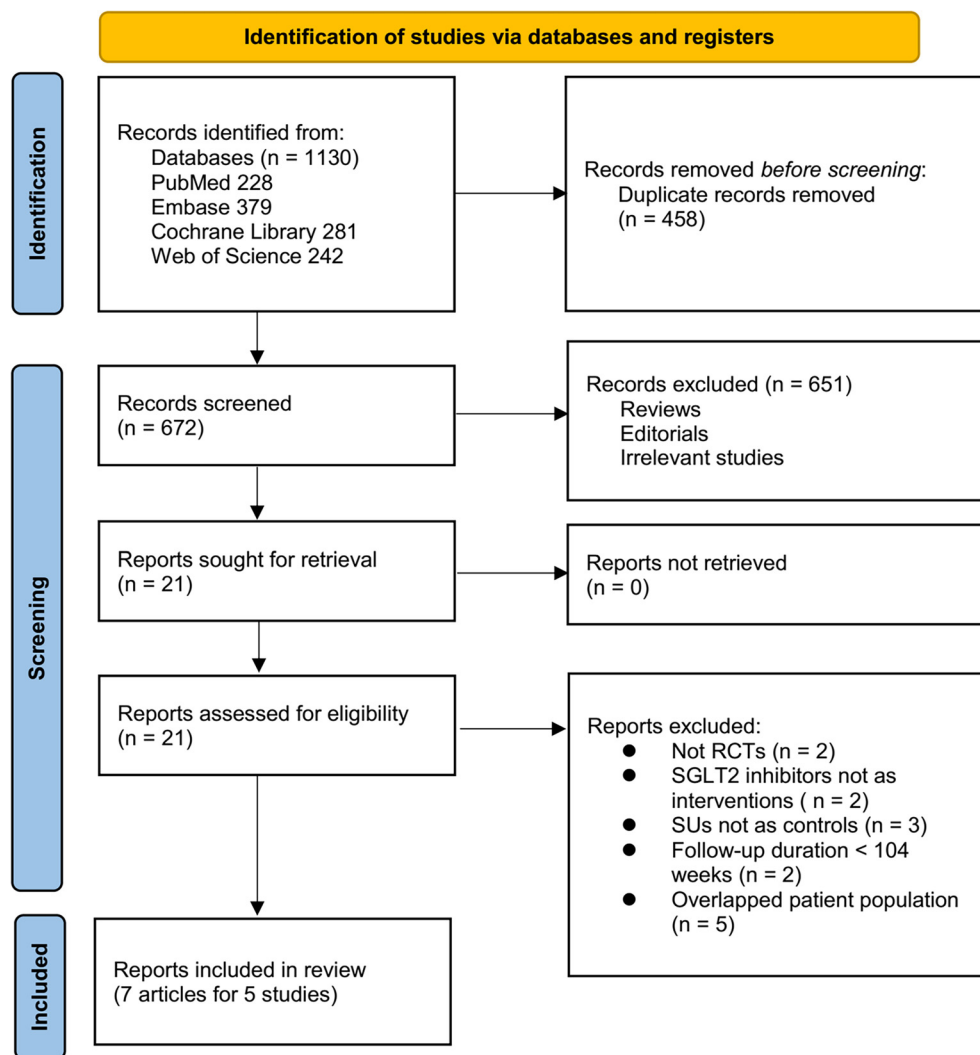 Identification of studies via databases and registers
Identification
Records identified from:
Databases (n = 1130)
PubMed 228
Embase 379
Cochrane Library 281
Web of Science 242
Records removed before screening:
Duplicate records removed
(n = 458)
Screening
Records screened
(n = 672)
Records excluded (n = 651)
Reviews
Editorials
Irrelevant studies
Reports sought for retrieval
(n = 21)
Reports not retrieved
(n = 0)
Reports assessed for eligibility
(n = 21)
Reports excluded:
● Not RCTs (n = 2)
● SGLT2 inhibitors not as
interventions ( n = 2)
● SUs not as controls (n = 3)
● Follow-up duration < 104
weeks (n = 2)
● Overlapped patient population
(n = 5)
Included
Reports included in review
(7 articles for 5 studies)